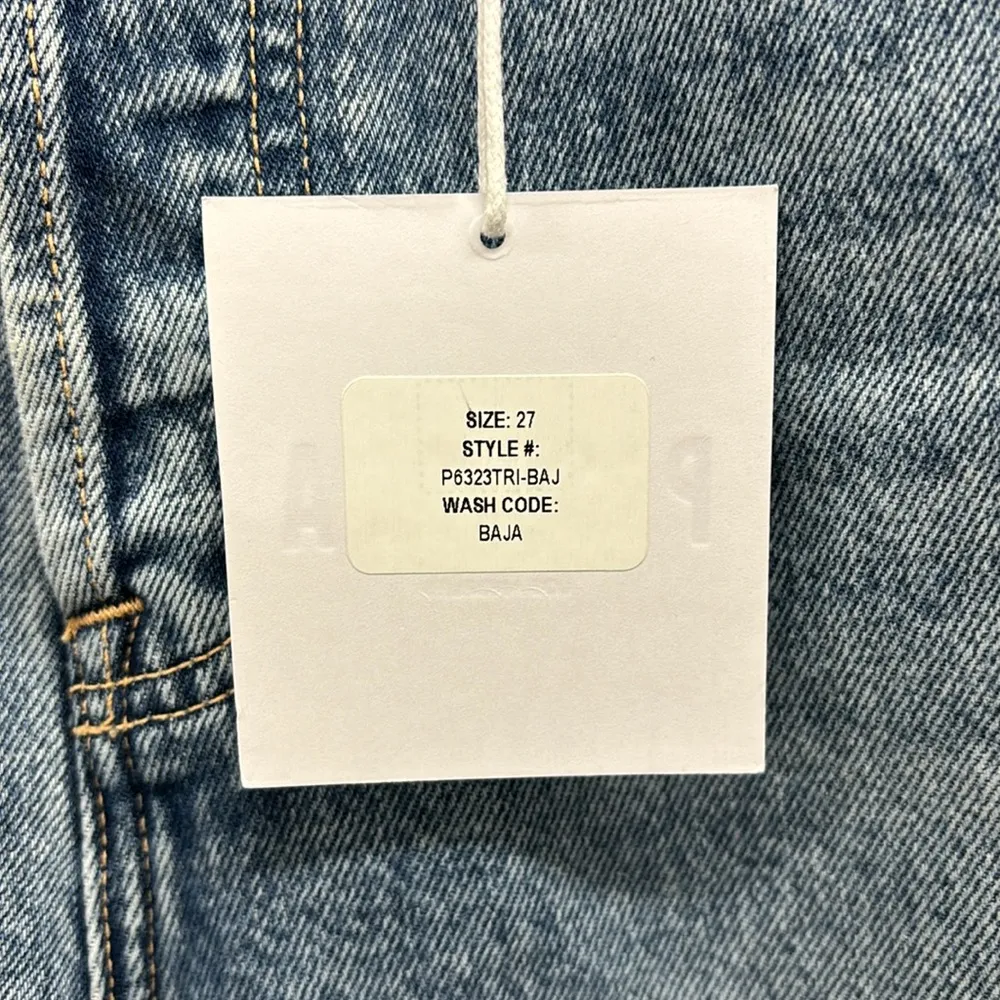 SIZE: 27
STYLE #:
P6323TRI-BAJ
WASH CODE:
BAJA